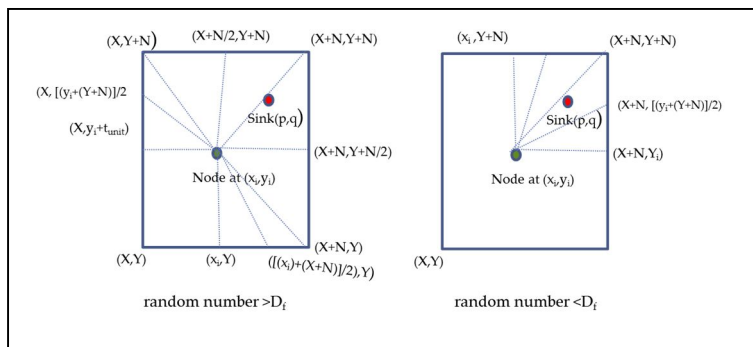 (X,Y+N)
(X+N/2,Y+N)
(X+N,Y+N)
(X, [(yi+(Y+N)]/2
Sink(p,q)
(X,yi+tunit)
(X+N,Y+N/2)
Node at (xi,yi)
(X+N,Y)
(X,Y)
(xi,Y)
([(xi)+(X+N)]/2),Y)
random number >Df
(xi,Y+N)
(X+N,Y+N)
(X+N, [(yi+(Y+N)]/2)
Sink(p,q)
(X+N,Yi)
Node at (xi,yi)
(X,Y)
random number <Df